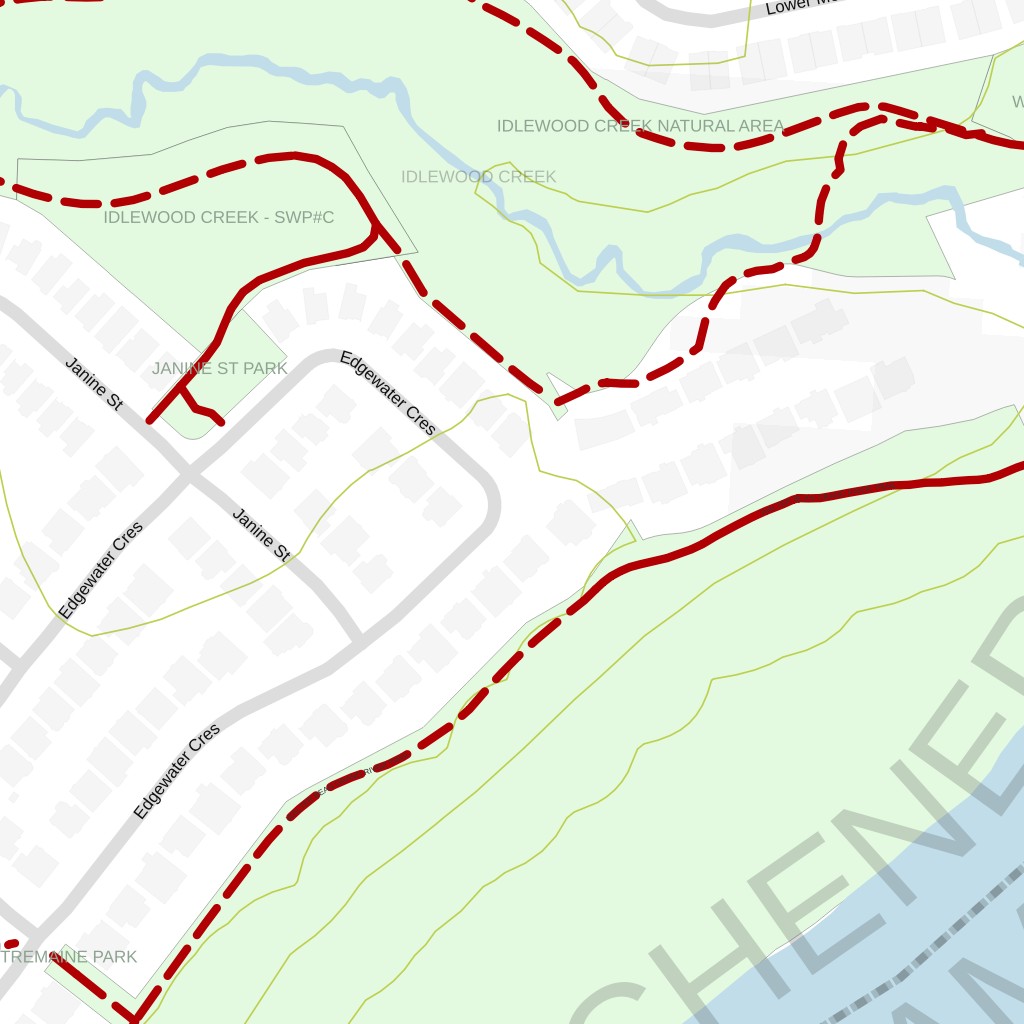 Lower
IDLEWOOD CREEK NATURAL AREA
IDLEWOOD CREEK
IDLEWOOD CREEK - SWP#C
JANINE ST PARK
Janine St
Edgewater Cres
Edgewater Cres
Janine St
Edgewater Cres
TREMAINE PARK
CHENER